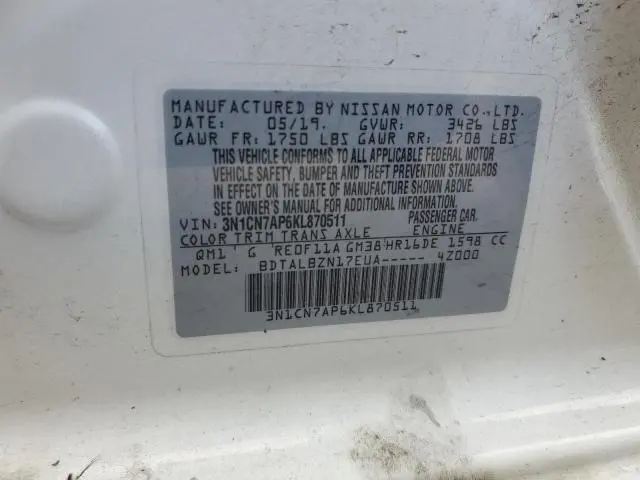 MANUFACTURED BY NISSAN MOTOR CO.,LTD.
DATE: 05/19. GVWR: 3426 LBS
GAWR FR: 1750 LBS GAWR RR: 1708 LBS
THIS VEHICLE CONFORMS TO ALL APPLICABLE FEDERAL MOTOR
VEHICLE SAFETY, BUMPER AND THEFT PREVENTION STANDARDS
IN EFFECT ON THE DATE OF MANUFACTURE SHOWN ABOVE.
SEE OWNER'S MANUAL FOR ADDITIONAL INFORMATION
VIN: 3N1CN7AP6KL870511 PASSENGER CAR.
COLOR TRIM TRANS AXLE ENGINE
QM1 G RE0F11A GM38 HR16DE 1598 CC
MODEL: BDTALBZN17EUA----- 4Z000
3N1CN7AP6KL870511